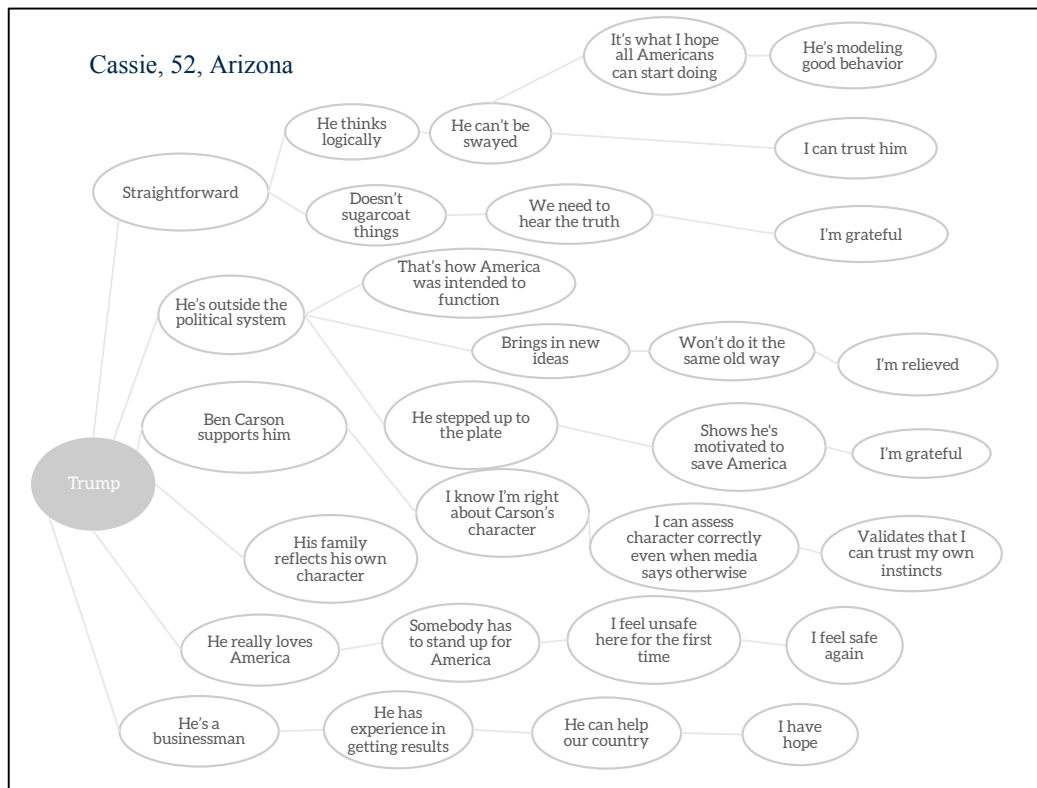 Cassie, 52, Arizona
It’s what I hope
all Americans
can start doing
He’s modeling
good behavior
He thinks
logically
He can’t be
swayed
I can trust him
Straightforward
Doesn’t
sugarcoat
things
We need to
hear the truth
I’m grateful
That’s how America
was intended to
function
He’s outside the
political system
Brings in new
ideas
Won’t do it the
same old way
I’m relieved
Ben Carson
supports him
He stepped up to
the plate
Shows he's
motivated to
save America
I’m grateful
Trump
I know I’m right
about Carson’s
character
I can assess
character correctly
even when media
says otherwise
Validates that I
can trust my own
instincts
His family
reflects his own
character
He really loves
America
Somebody has
to stand up for
America
I feel unsafe
here for the first
time
I feel safe
again
He’s a
businessman
He has
experience in
getting results
He can help
our country
I have
hope